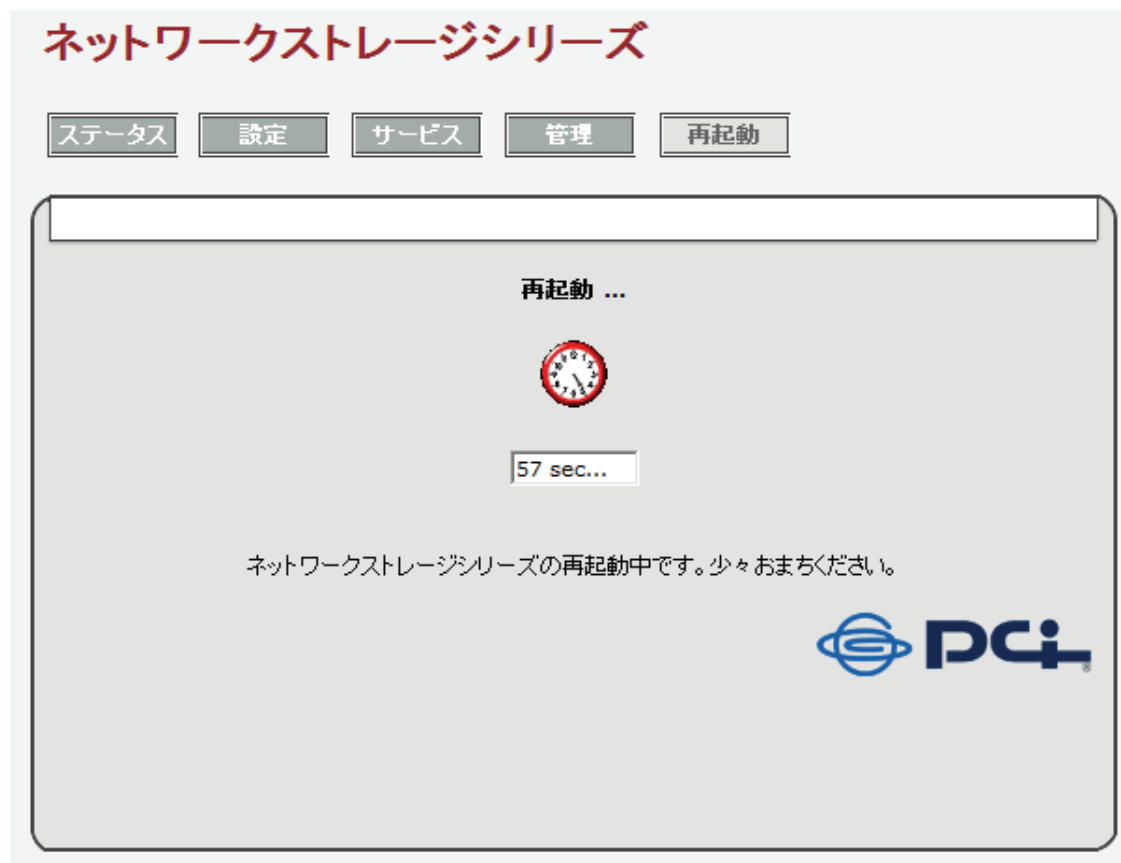 ネットワークストレージシリーズ
ステータス 設定 サービス 管理 再起動
再起動 ...
57 sec...
ネットワークストレージシリーズの再起動中です。少々おまちください。
PCi